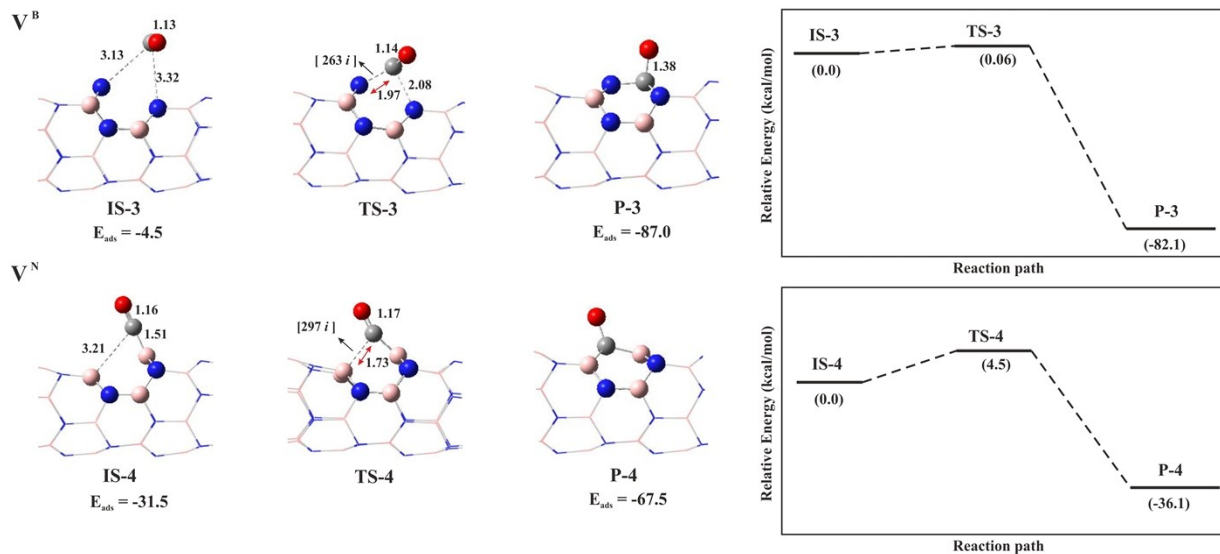 V B
1.13
3.13
3.32
IS-3
Eads = -4.5
[ 263 i ]
1.14
1.97
2.08
TS-3
1.38
P-3
Eads = -87.0
Relative Energy (kcal/mol)
IS-3
(0.0)
TS-3
(0.06)
P-3
(-82.1)
Reaction path
V N
1.16
1.51
3.21
IS-4
Eads = -31.5
[297 i ]
1.17
1.73
TS-4
P-4
Eads = -67.5
Relative Energy (kcal/mol)
IS-4
(0.0)
TS-4
(4.5)
P-4
(-36.1)
Reaction path